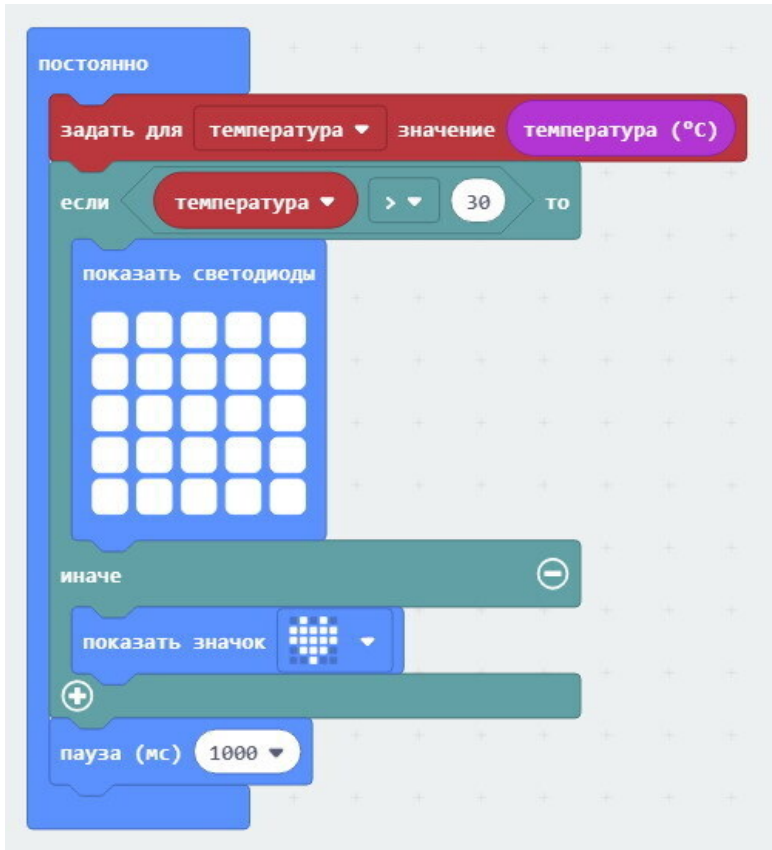 постоянно
задать для температура значение температура (°C)
если температура > 30 то
показать светодиоды
иначе
показать значок
пауза (мс) 1000